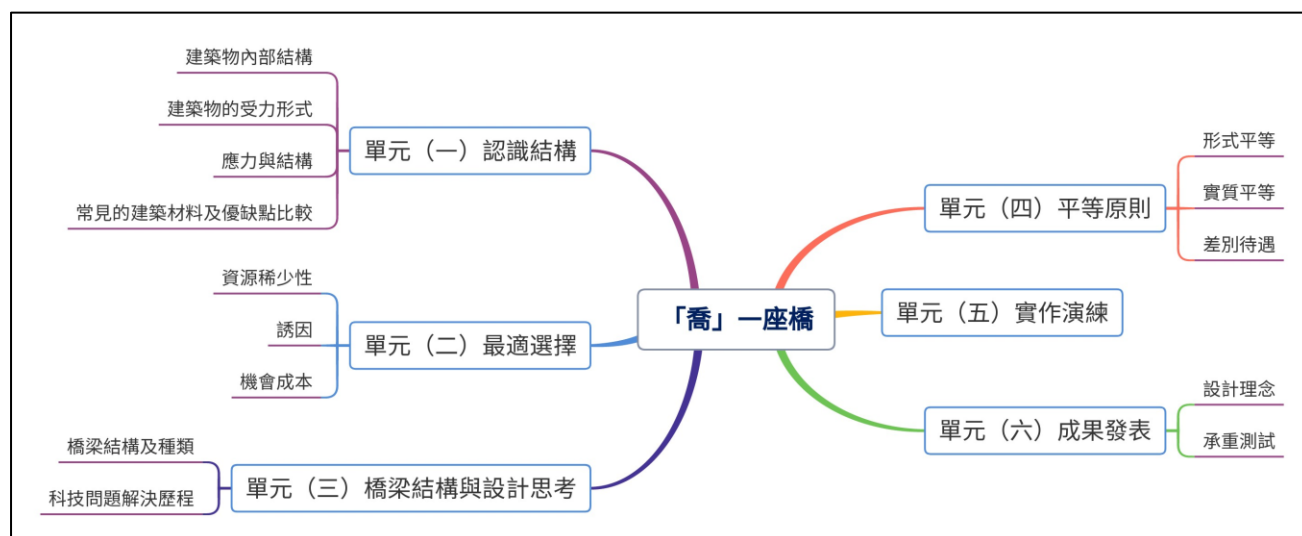 「喬」一座橋
單元（一）認識結構
建築物內部結構
建築物的受力形式
應力與結構
常見的建築材料及優缺點比較
單元（二）最適選擇
資源稀少性
誘因
機會成本
單元（三）橋梁結構與設計思考
橋梁結構及種類
科技問題解決歷程
單元（四）平等原則
形式平等
實質平等
差別待遇
單元（五）實作演練
單元（六）成果發表
設計理念
承重測試